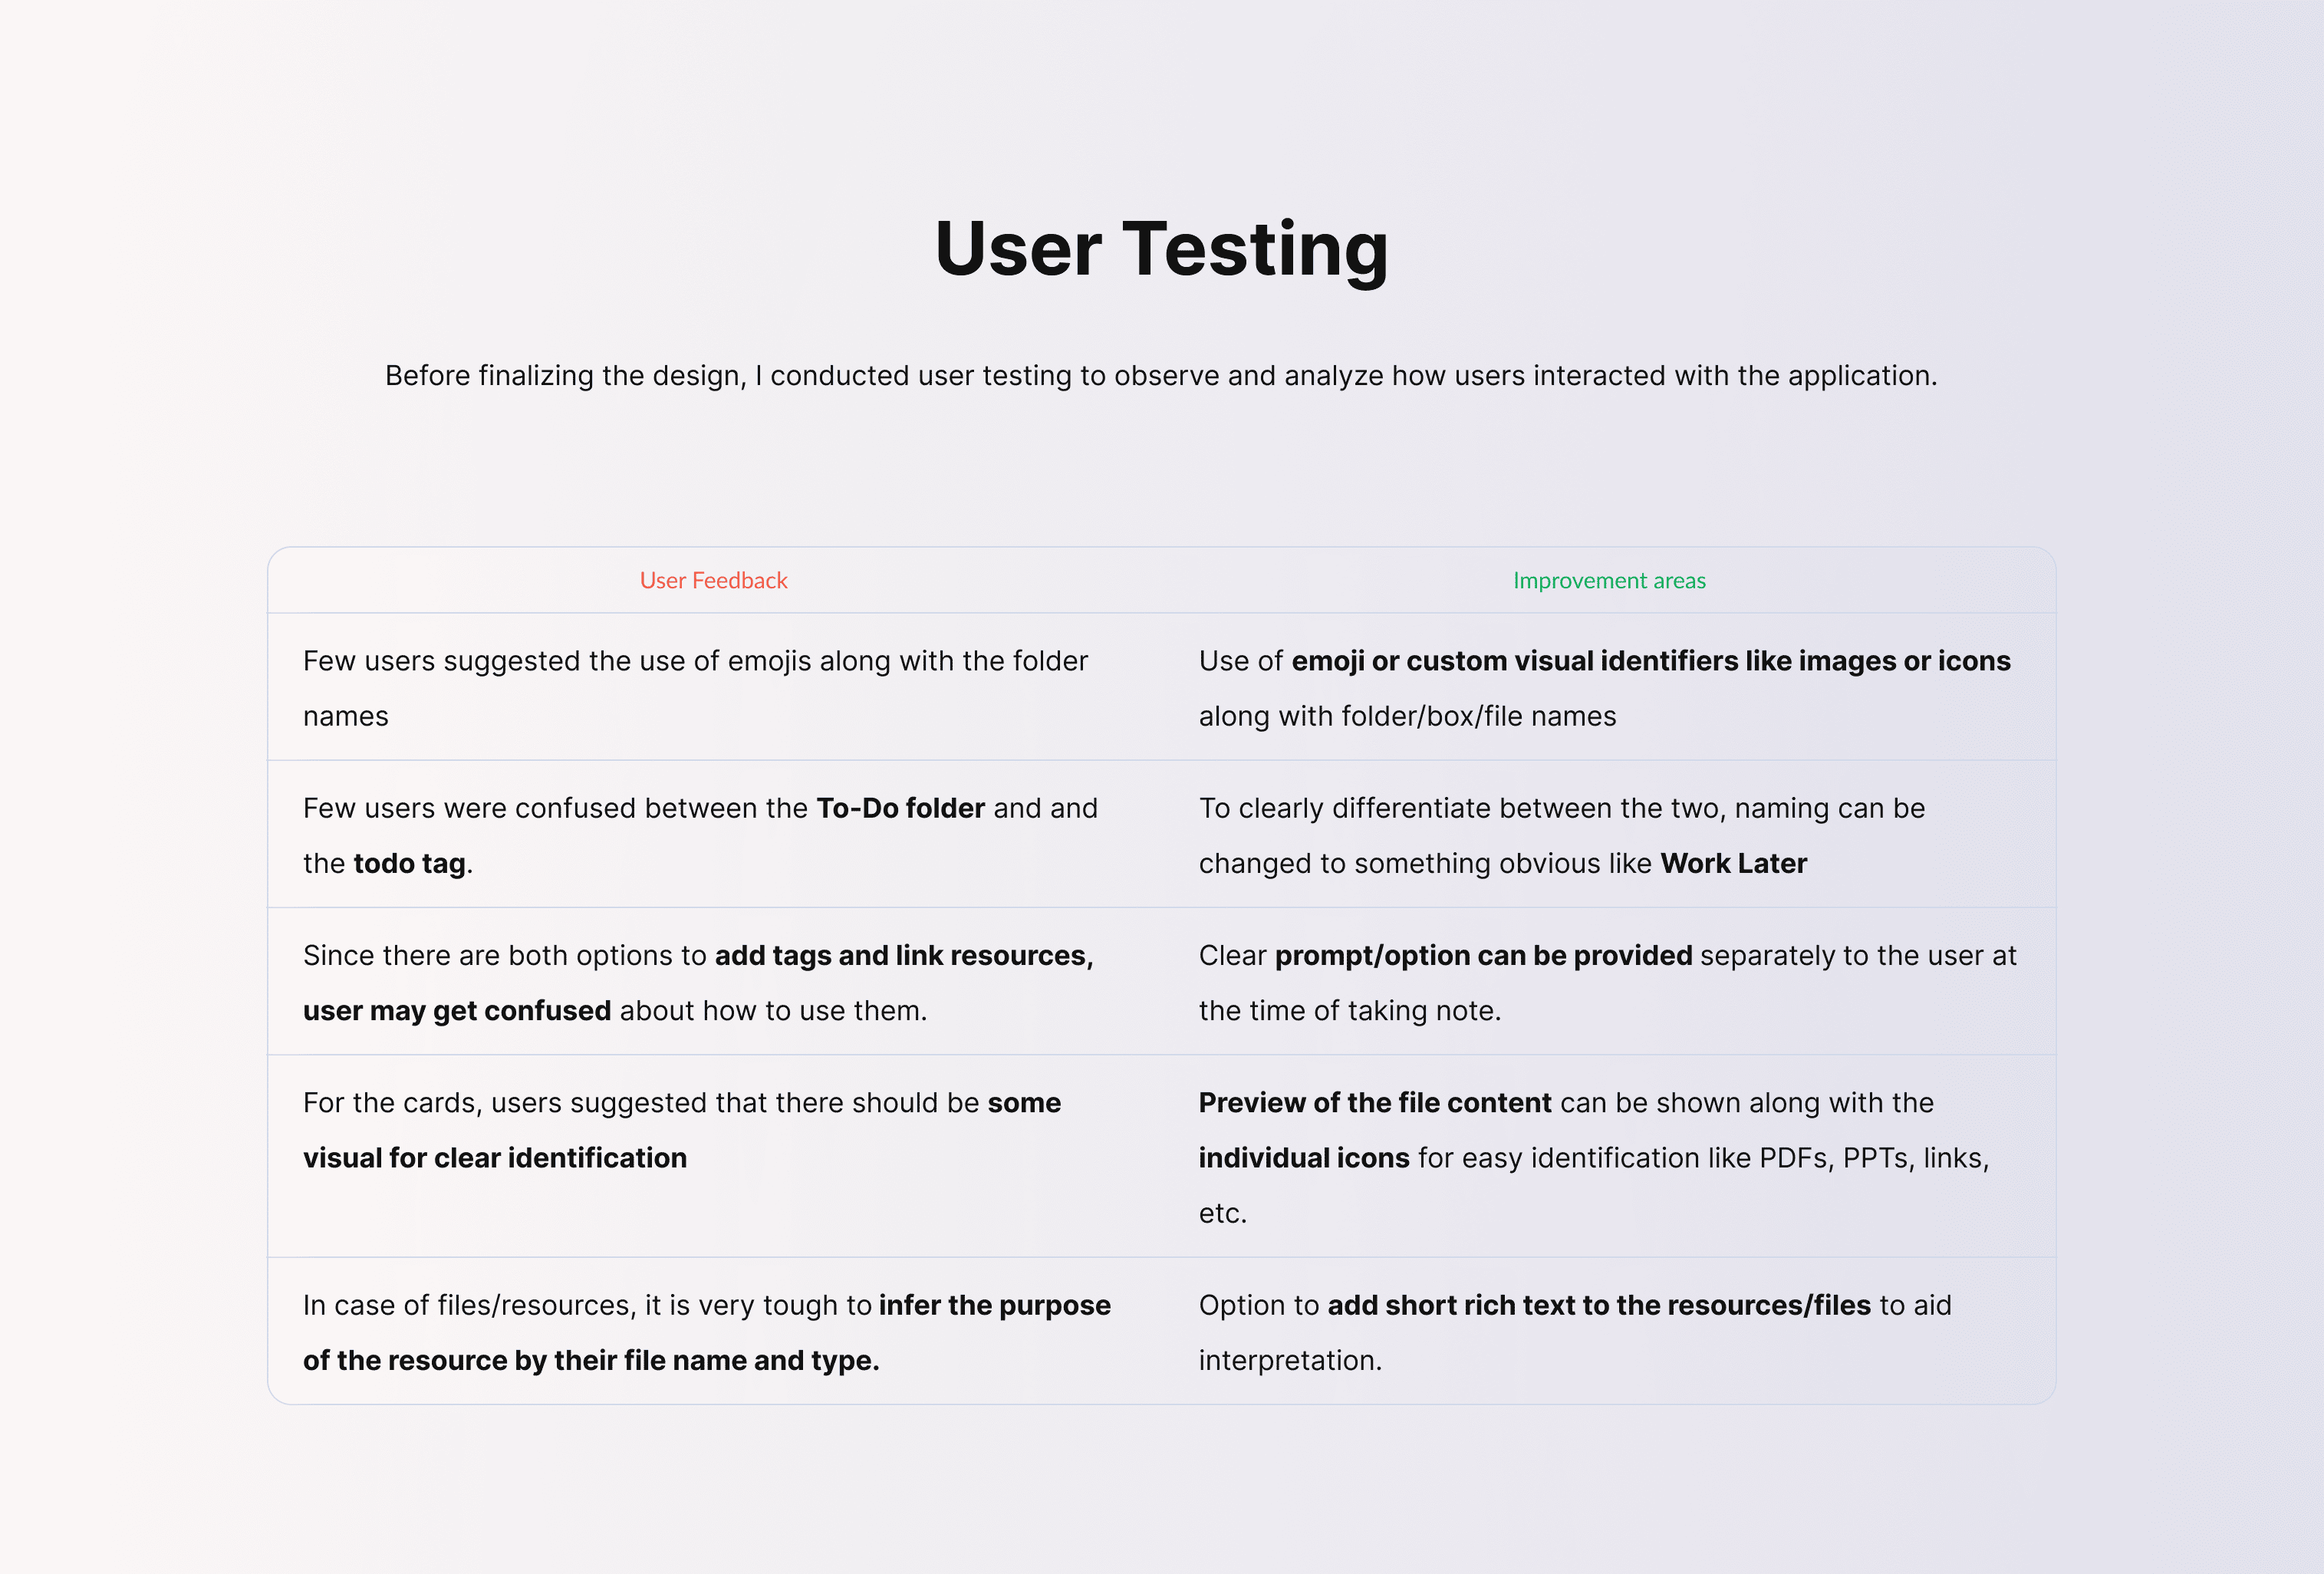 User Testing
Before finalizing the design, I conducted user testing to observe and analyze how users interacted with the application.
User Feedback
Improvement areas
Few users suggested the use of emojis along with the folder
names
Use of emoji or custom visual identifiers like images or icons
along with folder/box/file names
Few users were confused between the To-Do folder and and
the todo tag.
To clearly differentiate between the two, naming can be
changed to something obvious like Work Later
Since there are both options to add tags and link resources,
user may get confused about how to use them.
Clear prompt/option can be provided separately to the user at
the time of taking note.
For the cards, users suggested that there should be some
visual for clear identification
Preview of the file content can be shown along with the
individual icons for easy identification like PDFs, PPTs, links,
etc.
In case of files/resources, it is very tough to infer the purpose
of the resource by their file name and type.
Option to add short rich text to the resources/files to aid
interpretation.